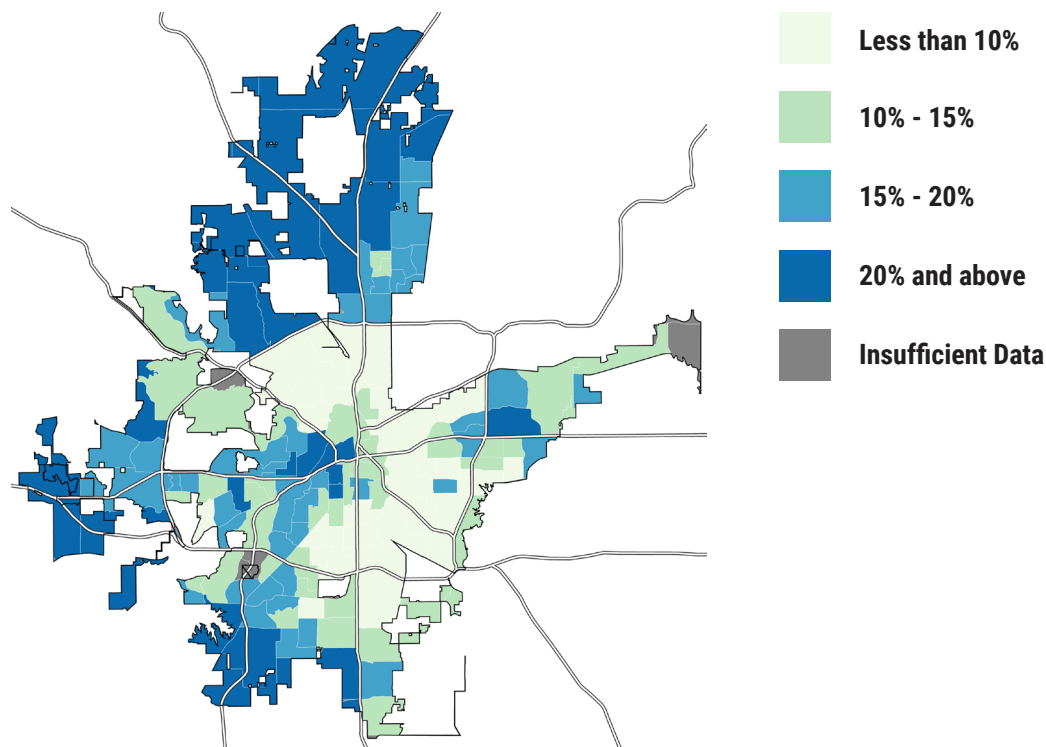 Less than 10%
10% - 15%
15% - 20%
20% and above
Insufficient Data